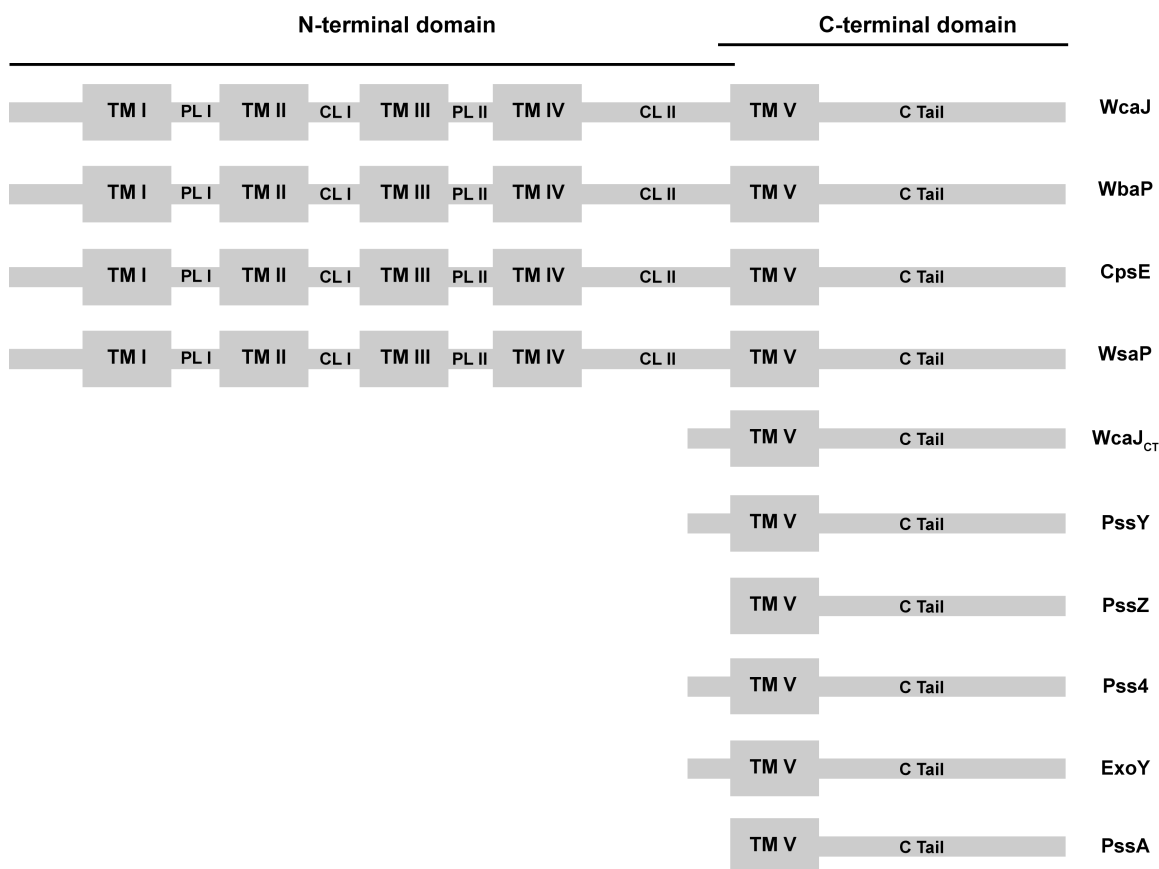 N-terminal domain C-terminal domain
TM I PL I TM II CL I TM III PL II TM IV CL II TM V C Tail WcaJ
TM I PL I TM II CL I TM III PL II TM IV CL II TM V C Tail WbaP
TM I PL I TM II CL I TM III PL II TM IV CL II TM V C Tail CpsE
TM I PL I TM II CL I TM III PL II TM IV CL II TM V C Tail WsaP
TM V C Tail WcaJCT
TM V C Tail PssY
TM V C Tail PssZ
TM V C Tail Pss4
TM V C Tail ExoY
TM V C Tail PssA